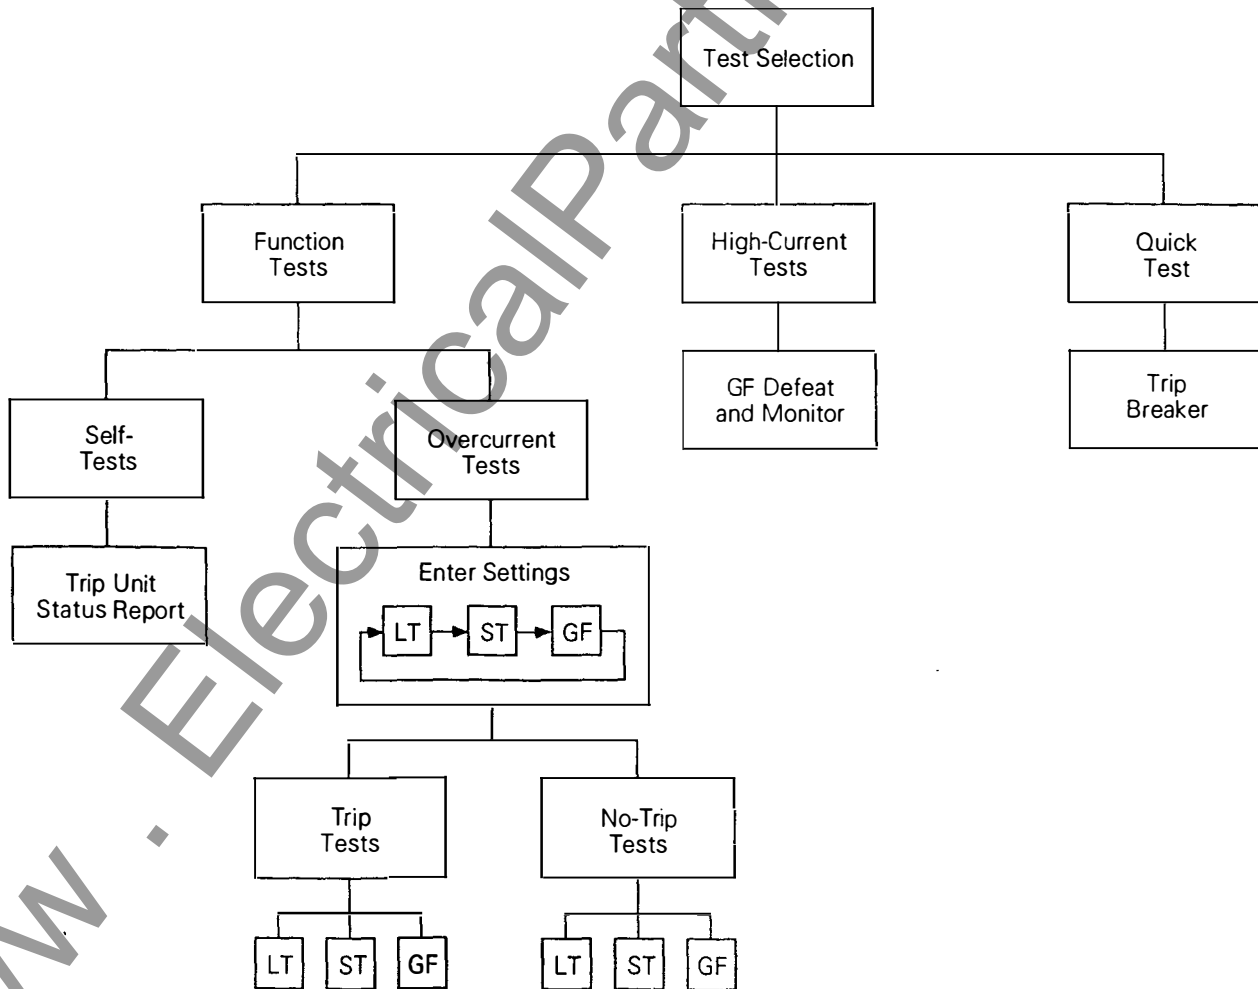 Test Selection
Function
Tests
High-Current
Tests
Quick
Test
Self-
Tests
Overcurrent
Tests
GF Defeat
and Monitor
Trip
Breaker
Trip Unit
Status Report
Enter Settings
LT
ST
GF
Trip
Tests
No-Trip
Tests
LT
ST
GF
LT
ST
GF
w . ElectricalPart